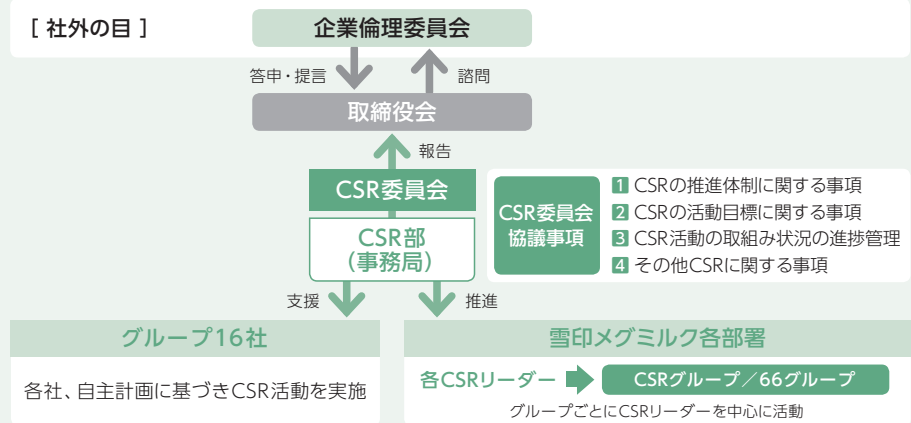 [ 社外の目 ]
企業倫理委員会
答申・提言
諮問
取締役会
報告
CSR委員会
CSR部
(事務局)
CSR委員会
協議事項
1 CSRの推進体制に関する事項
2 CSRの活動目標に関する事項
3 CSR活動の取組み状況の進捗管理
4 その他CSRに関する事項
支援
推進
グループ16社
各社、自主計画に基づきCSR活動を実施
雪印メグミルク各部署
各CSRリーダー
CSRグループ/66グループ
グループごとにCSRリーダーを中心に活動